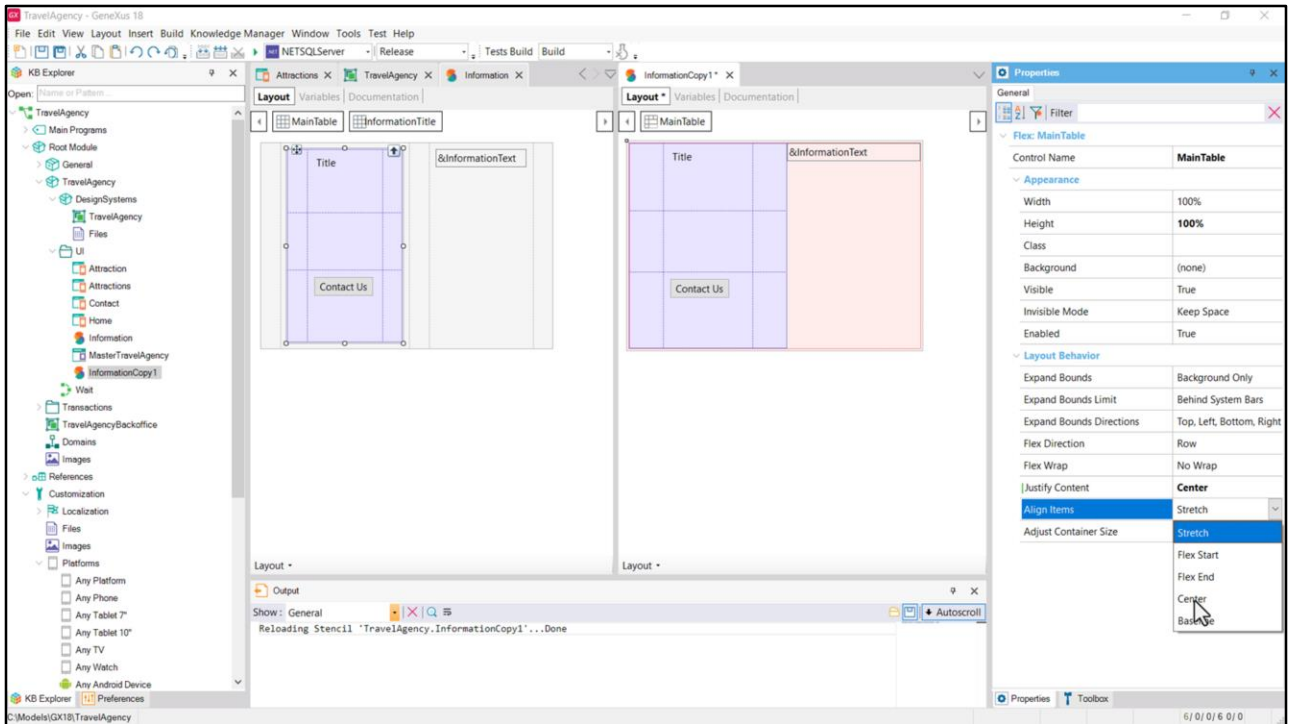 GX TravelAgency - GeneXus 18
File Edit View Layout Insert Build Knowledge Manager Window Tools Test Help
NETSQLServer Release Tests Build Build
KB Explorer
Open: Name or Pattern...
TravelAgency
Main Programs
Root Module
General
TravelAgency
DesignSystems
TravelAgency
Files
UI
Attraction
Attractions
Contact
Home
Information
MasterTravelAgency
InformationCopy1
Wait
Transactions
TravelAgencyBackoffice
Domains
Images
References
Customization
Localization
Files
Images
Platforms
Any Platform
Any Phone
Any Tablet 7"
Any Tablet 10"
Any TV
Any Watch
Any Android Device
KB Explorer Preferences
Attractions TravelAgency Information
Layout Variables Documentation
MainTable InformationTitle
Title
&InformationText
Contact Us
Layout
InformationCopy1*
Layout * Variables Documentation
MainTable
Title
&InformationText
Contact Us
Layout
Output
Show: General Autoscroll
Reloading Stencil 'TravelAgency.InformationCopy1'...Done
Properties
General
Filter
Flex: MainTable
Control Name MainTable
Appearance
Width 100%
Height 100%
Class
Background (none)
Visible True
Invisible Mode Keep Space
Enabled True
Layout Behavior
Expand Bounds Background Only
Expand Bounds Limit Behind System Bars
Expand Bounds Directions Top, Left, Bottom, Right
Flex Direction Row
Flex Wrap No Wrap
Justify Content Center
Align Items Stretch
Adjust Container Size
Stretch
Flex Start
Flex End
Center
Properties Toolbox
C:\Models\GX18\TravelAgency
6/ 0/ 0/ 6 0/ 0